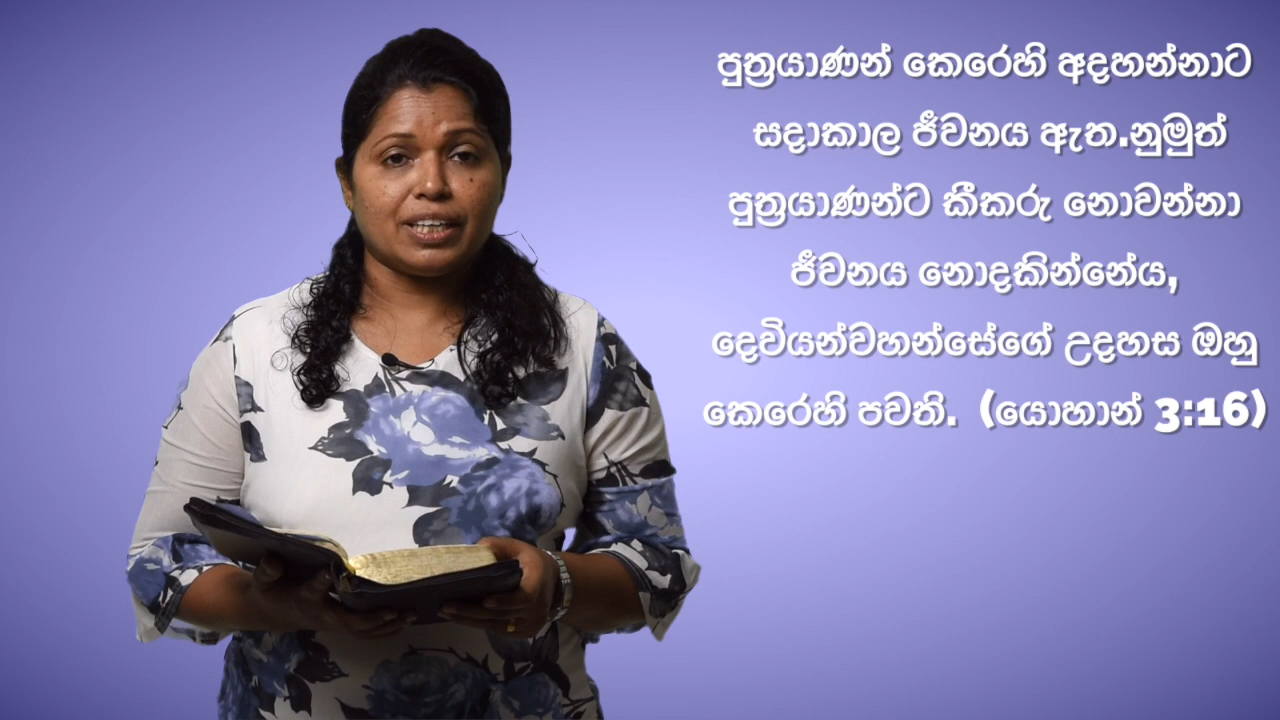 පුත්‍රයාණන් කෙරෙහි අදහන්නාට
සදාකාල ජීවනය ඇත.නුමුත්
පුත්‍රයාණන්ට කීකරු නොවන්නා
ජීවනය නොදකින්නේය,
දෙවියන්වහන්සේගේ උදහස ඔහු
කෙරෙහි පවති. (යොහාන් 3:16)